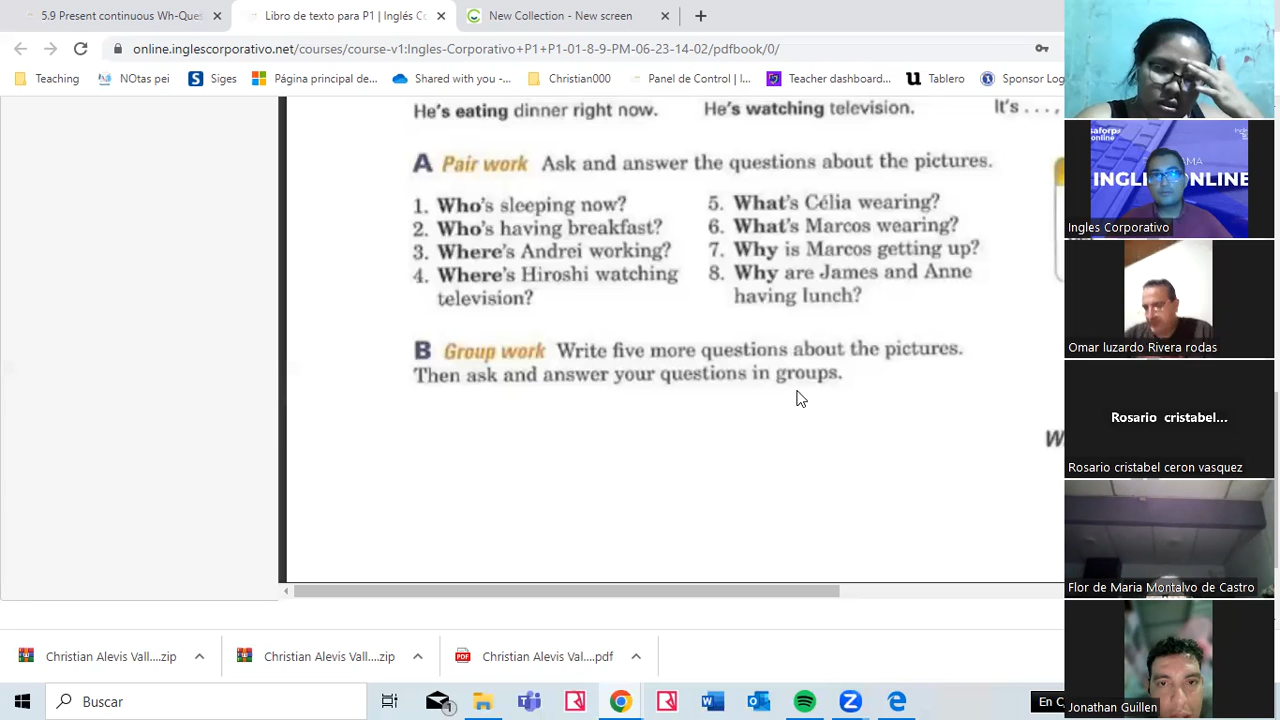 5.9 Present continuous Wh-Ques
Libro de texto para P1 | Inglés Co
New Collection - New screen
online.inglescorporativo.net/courses/course-v1:Ingles-Corporativo+P1+P1-01-8-9-PM-06-23-14-02/pdfbook/0/
Teaching
NOtas pei
Siges
Página principal de...
Shared with you -...
Christian000
Panel de Control | I...
Teacher dashboard...
Tablero
Sponsor Log
He's eating dinner right now.
He's watching television.
It's . . . ,
A Pair work Ask and answer the questions about the pictures.
1. Who's sleeping now?
2. Who's having breakfast?
3. Where's Andrei working?
4. Where's Hiroshi watching
television?
5. What's Célia wearing?
6. What's Marcos wearing?
7. Why is Marcos getting up?
8. Why are James and Anne
having lunch?
B Group work Write five more questions about the pictures.
Then ask and answer your questions in groups.
saforp
online
INGL
ONLINE
Ingles Corporativo
Omar luzardo Rivera rodas
Rosario cristabel...
Rosario cristabel ceron vasquez
Flor de Maria Montalvo de Castro
Jonathan Guillen
Christian Alevis Vall....zip
Christian Alevis Vall....zip
Christian Alevis Val....pdf
Buscar
1
En C